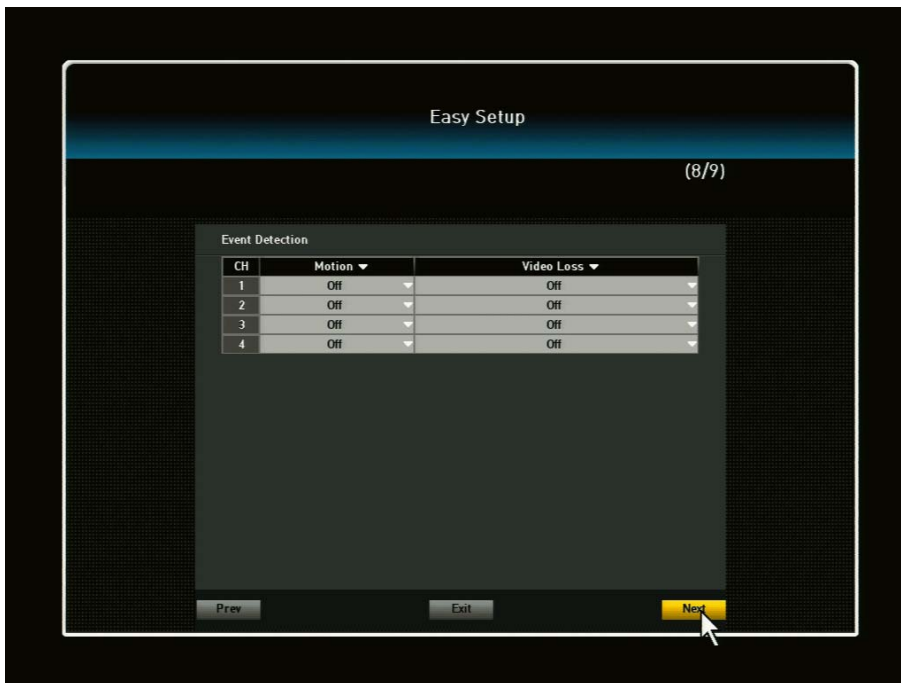 Easy Setup
(8/9)
Event Detection
CH Motion Video Loss
1 Off Off
2 Off Off
3 Off Off
4 Off Off
Prev Exit Next